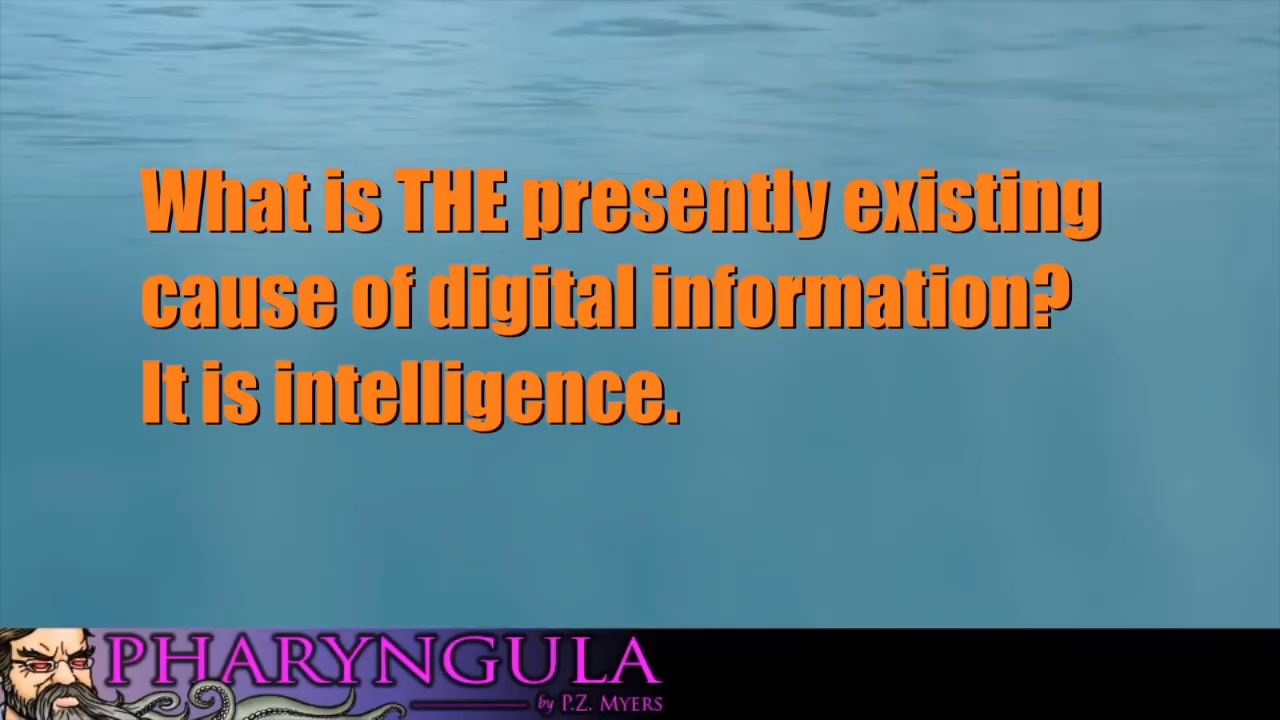 What is THE presently existing
cause of digital information?
It is intelligence.
PHARYNGULA
by P.Z. MYERS